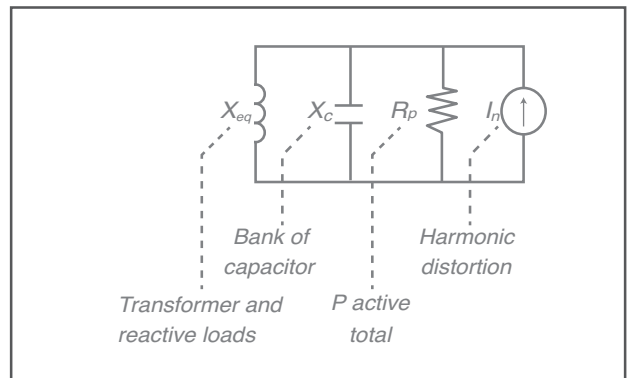 Xeq Xc Rp In
Bank of
capacitor
Harmonic
distortion
Transformer and
reactive loads
P active
total